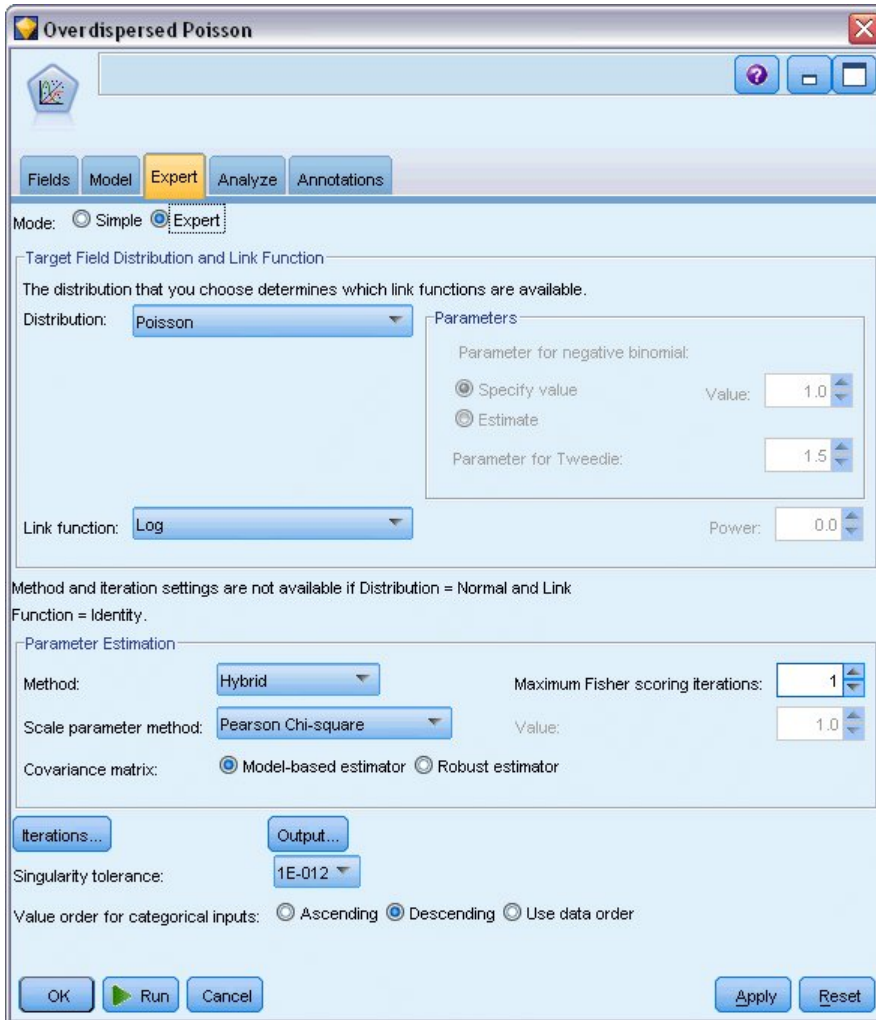 Overdispersed Poisson
Fields Model Expert Analyze Annotations
Mode: Simple Expert
Target Field Distribution and Link Function
The distribution that you choose determines which link functions are available.
Distribution: Poisson
Parameters
Parameter for negative binomial:
Specify value Value: 1.0
Estimate
Parameter for Tweedie: 1.5
Link function: Log Power: 0.0
Method and iteration settings are not available if Distribution = Normal and Link
Function = Identity.
Parameter Estimation
Method: Hybrid Maximum Fisher scoring iterations: 1
Scale parameter method: Pearson Chi-square Value: 1.0
Covariance matrix: Model-based estimator Robust estimator
Iterations... Output...
Singularity tolerance: 1E-012
Value order for categorical inputs: Ascending Descending Use data order
OK Run Cancel Apply Reset